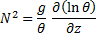 N² = g/θ ∂(ln θ)/∂z